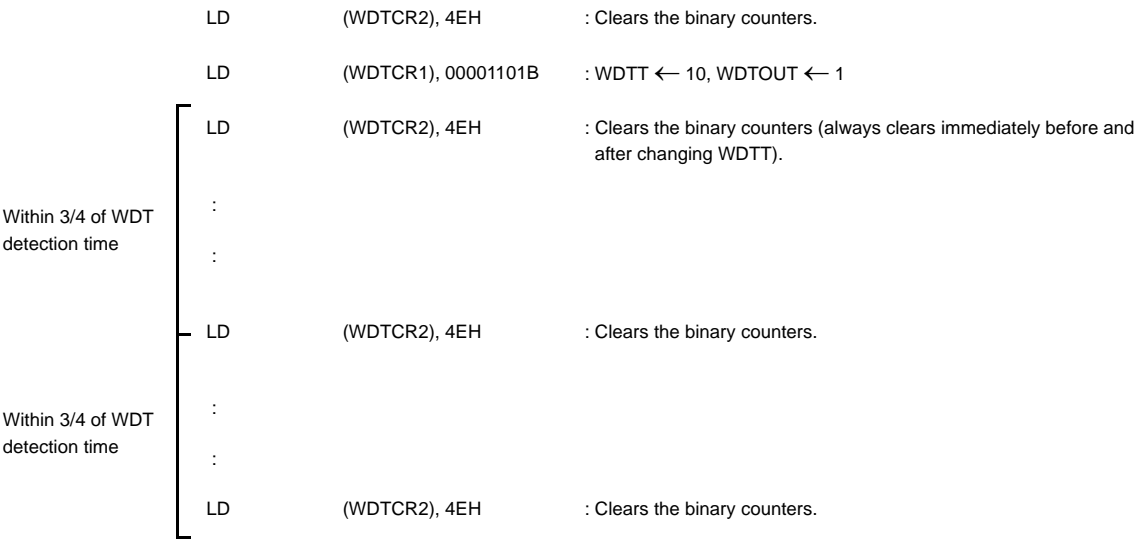 LD (WDTCR2), 4EH : Clears the binary counters.
LD (WDTCR1), 00001101B : WDTT ← 10, WDTOUT ← 1
LD (WDTCR2), 4EH : Clears the binary counters (always clears immediately before and
after changing WDTT).
Within 3/4 of WDT :
detection time
:
LD (WDTCR2), 4EH : Clears the binary counters.
Within 3/4 of WDT :
detection time
:
LD (WDTCR2), 4EH : Clears the binary counters.